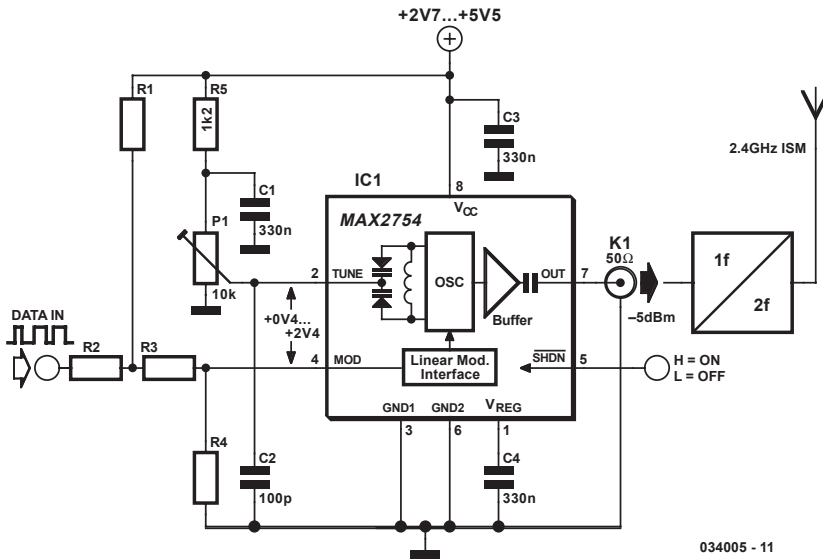 +2V7...+5V5
R1
R5
1k2
C3
330n
2.4GHz ISM
IC1
C1
330n
8
VCC
MAX2754
P1
10k
K1
50Ω
2
TUNE
OSC
OUT
7
1f
2f
–5dBm
Buffer
DATA IN
+0V4...
+2V4
R2
R3
4
MOD
Linear Mod.
Interface
SHDN
5
H = ON
L = OFF
GND1
GND2
VREG
3
6
1
R4
C2
100p
C4
330n
034005 - 11